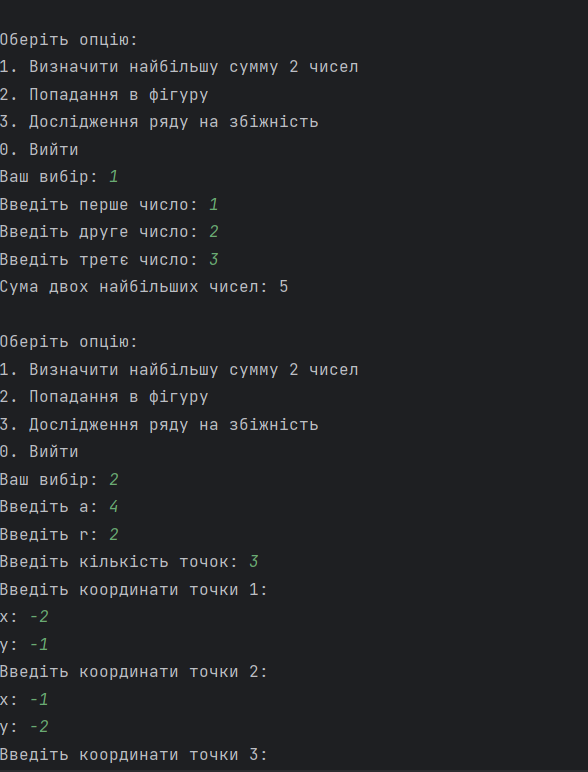 Оберіть опцію:
1. Визначити найбільшу сумму 2 чисел
2. Попадання в фігуру
3. Дослідження ряду на збіжність
0. Вийти
Ваш вибір: 1
Введіть перше число: 1
Введіть друге число: 2
Введіть третє число: 3
Сума двох найбільших чисел: 5
Оберіть опцію:
1. Визначити найбільшу сумму 2 чисел
2. Попадання в фігуру
3. Дослідження ряду на збіжність
0. Вийти
Ваш вибір: 2
Введіть a: 4
Введіть r: 2
Введіть кількість точок: 3
Введіть координати точки 1:
x: -2
y: -1
Введіть координати точки 2:
x: -1
y: -2
Введіть координати точки 3: